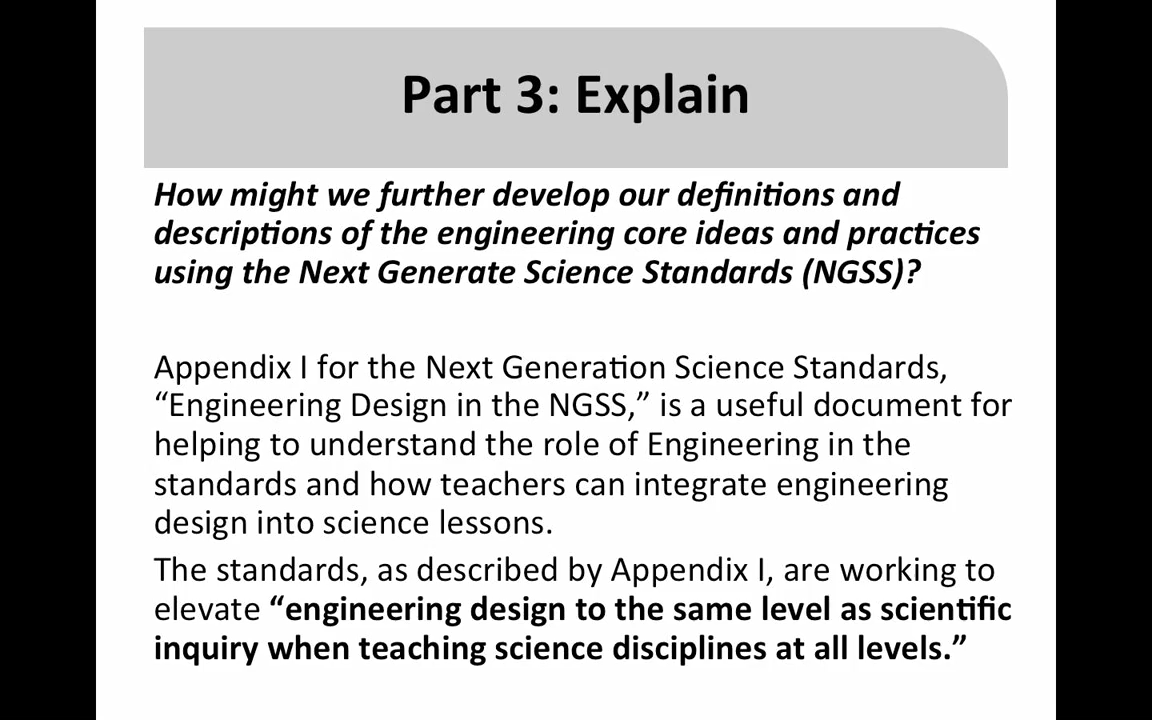 Part 3: Explain
How might we further develop our definitions and
descriptions of the engineering core ideas and practices
using the Next Generate Science Standards (NGSS)?
Appendix I for the Next Generation Science Standards,
“Engineering Design in the NGSS,” is a useful document for
helping to understand the role of Engineering in the
standards and how teachers can integrate engineering
design into science lessons.
The standards, as described by Appendix I, are working to
elevate “engineering design to the same level as scientific
inquiry when teaching science disciplines at all levels.”